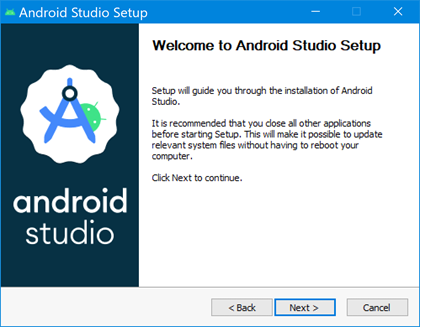 Android Studio Setup
Welcome to Android Studio Setup
Setup will guide you through the installation of Android
Studio.
It is recommended that you close all other applications
before starting Setup. This will make it possible to update
relevant system files without having to reboot your
computer.
Click Next to continue.
android
studio
< Back
Next >
Cancel